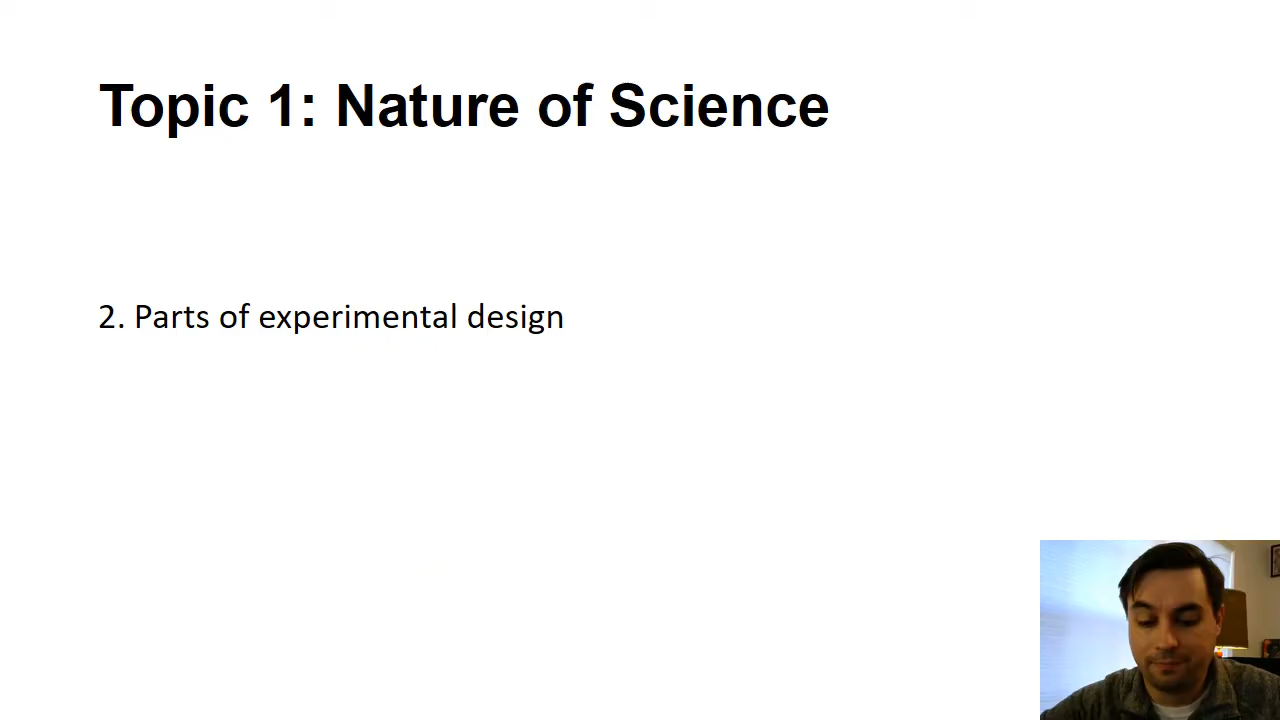 Topic 1: Nature of Science
2. Parts of experimental design